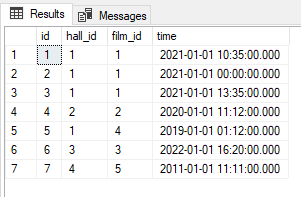 Results Messages
id hall_id film_id time
1 1 1 1 2021-01-01 10:35:00.000
2 2 1 1 2021-01-01 00:00:00.000
3 3 1 1 2021-01-01 13:35:00.000
4 4 2 2 2020-01-01 11:12:00.000
5 5 1 4 2019-01-01 01:12:00.000
6 6 3 3 2022-01-01 16:20:00.000
7 7 4 5 2011-01-01 11:11:00.000